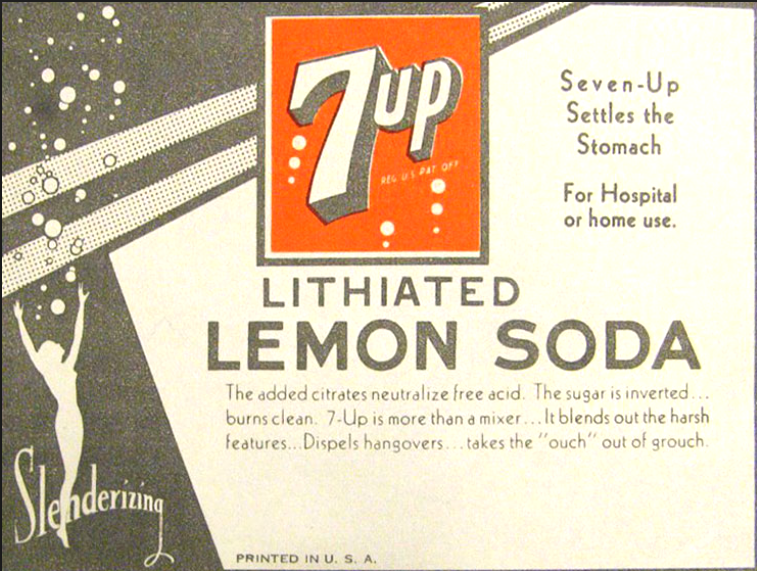 7up
REG. U.S. PAT. OFF.
Seven-Up
Settles the
Stomach
For Hospital
or home use.
LITHIATED
LEMON SODA
The added citrates neutralize free acid. The sugar is inverted...
burns clean. 7-Up is more than a mixer...It blends out the harsh
features...Dispels hangovers...takes the "ouch" out of grouch.
Slenderizing
PRINTED IN U. S. A.